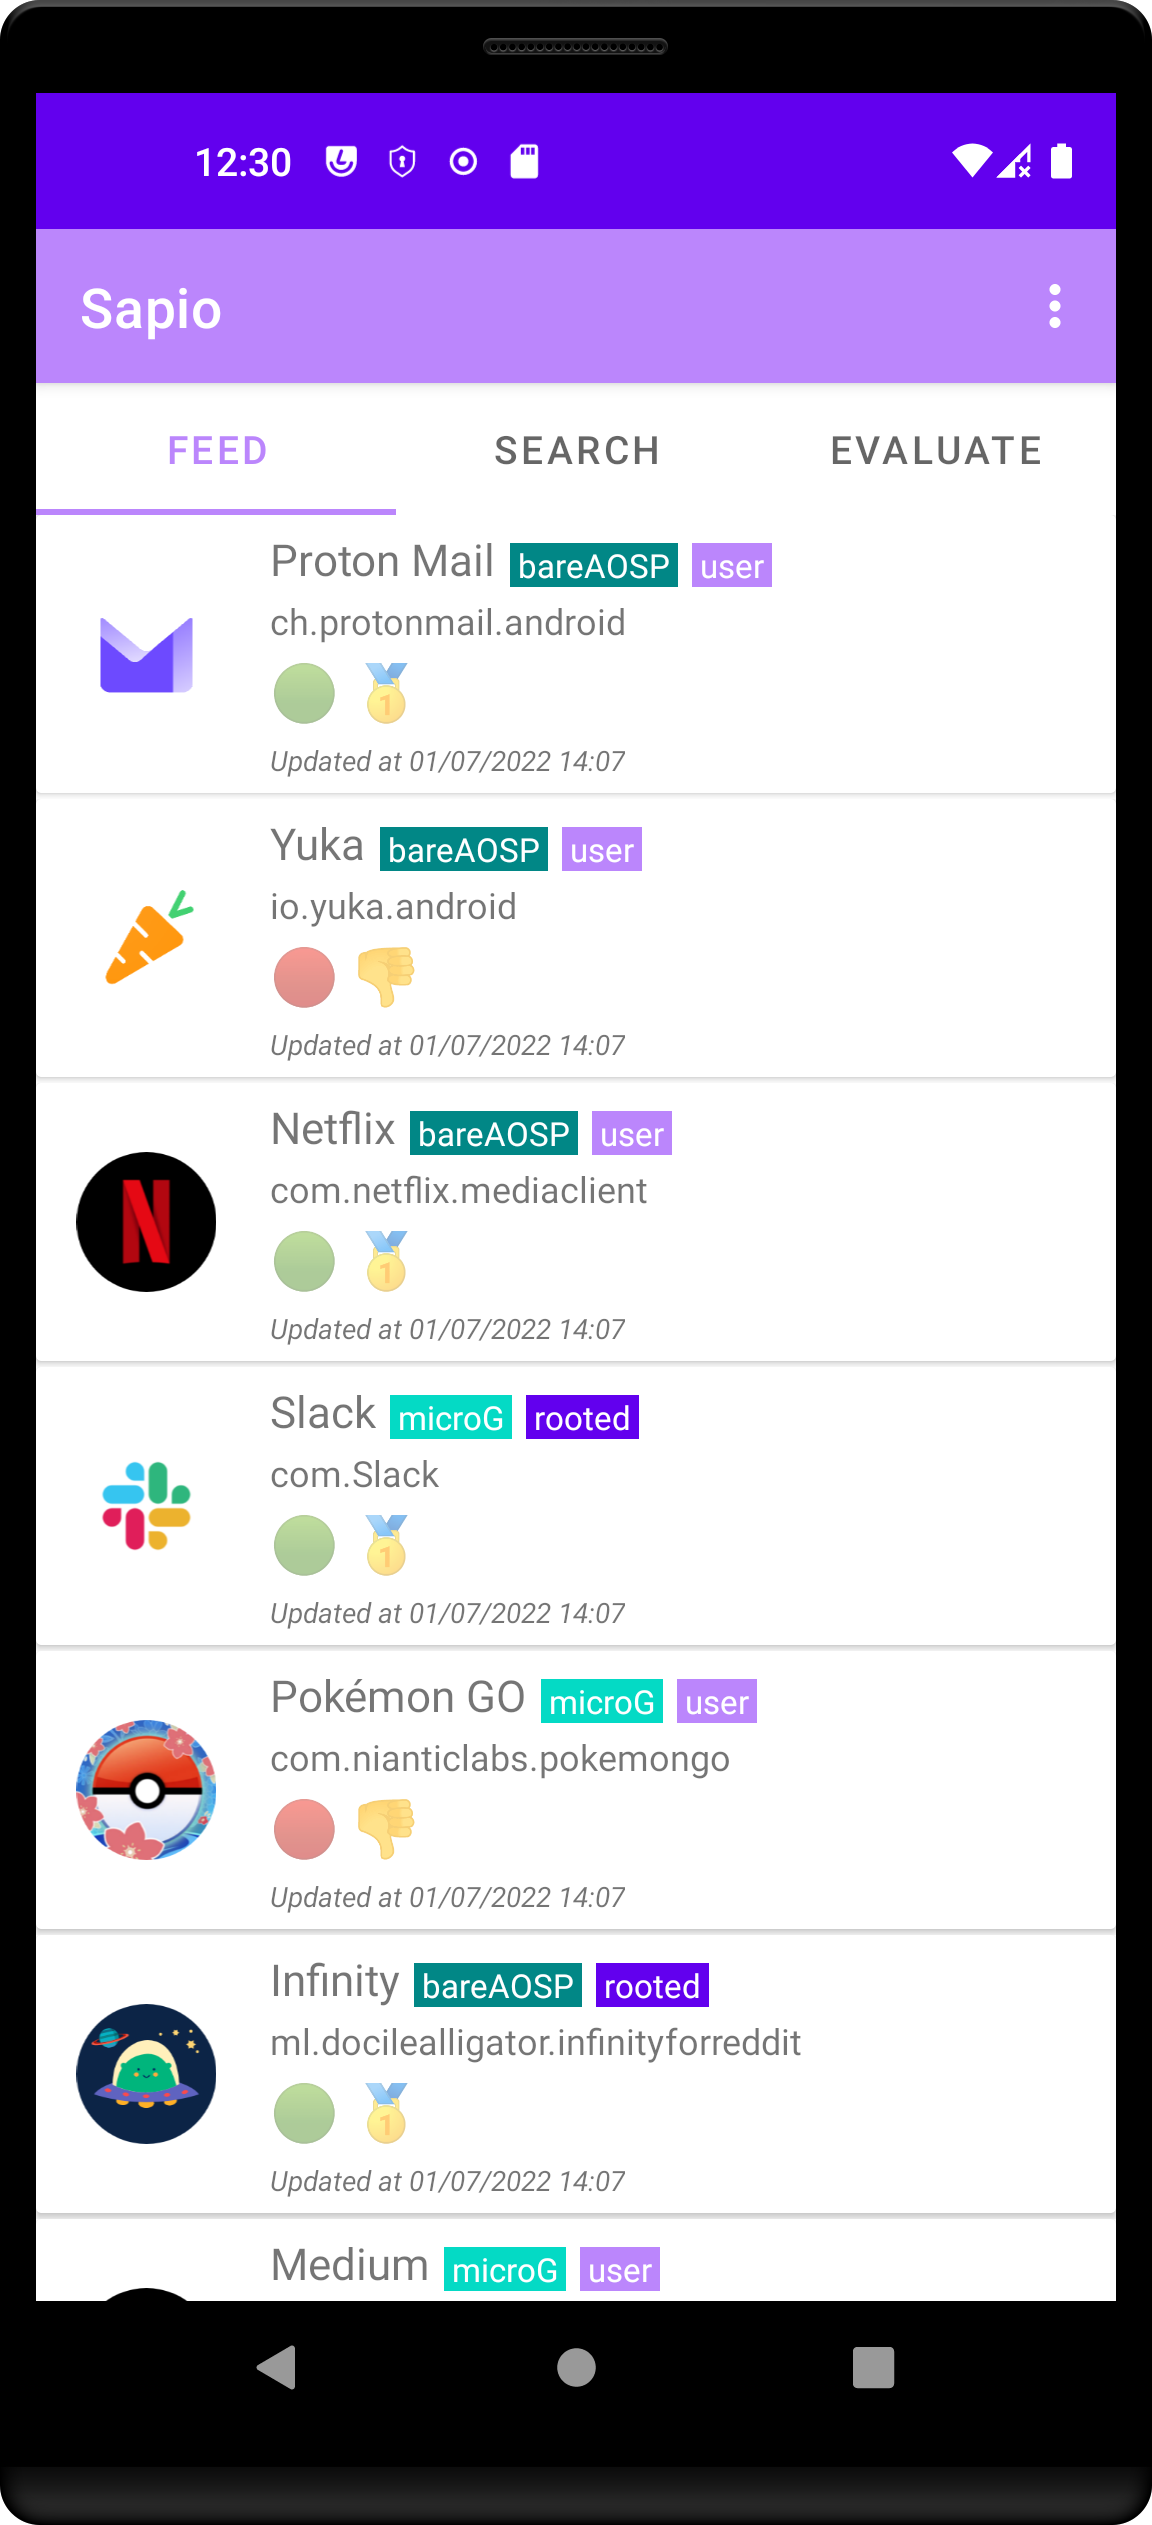 12:30
Sapio
FEED SEARCH EVALUATE
Proton Mail bareAOSP user
ch.protonmail.android
1
Updated at 01/07/2022 14:07
Yuka bareAOSP user
io.yuka.android
Updated at 01/07/2022 14:07
Netflix bareAOSP user
com.netflix.mediaclient
1
Updated at 01/07/2022 14:07
Slack microG rooted
com.Slack
1
Updated at 01/07/2022 14:07
Pokémon GO microG user
com.nianticlabs.pokemongo
Updated at 01/07/2022 14:07
Infinity bareAOSP rooted
ml.docilealligator.infinityforreddit
1
Updated at 01/07/2022 14:07
Medium microG user